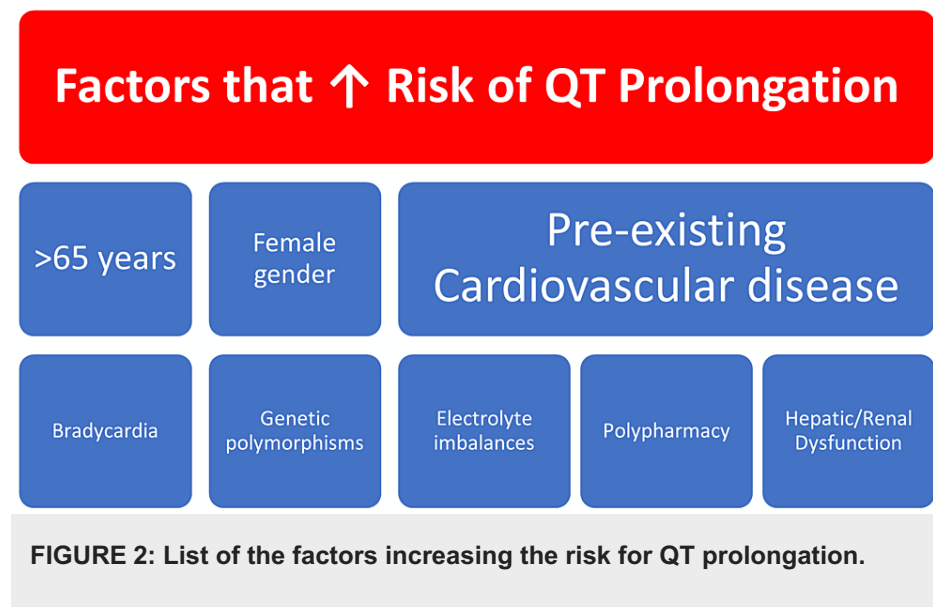 Factors that ↑ Risk of QT Prolongation
>65 years
Female
gender
Pre-existing
Cardiovascular disease
Bradycardia
Genetic
polymorphisms
Electrolyte
imbalances
Polypharmacy
Hepatic/Renal
Dysfunction
FIGURE 2: List of the factors increasing the risk for QT prolongation.